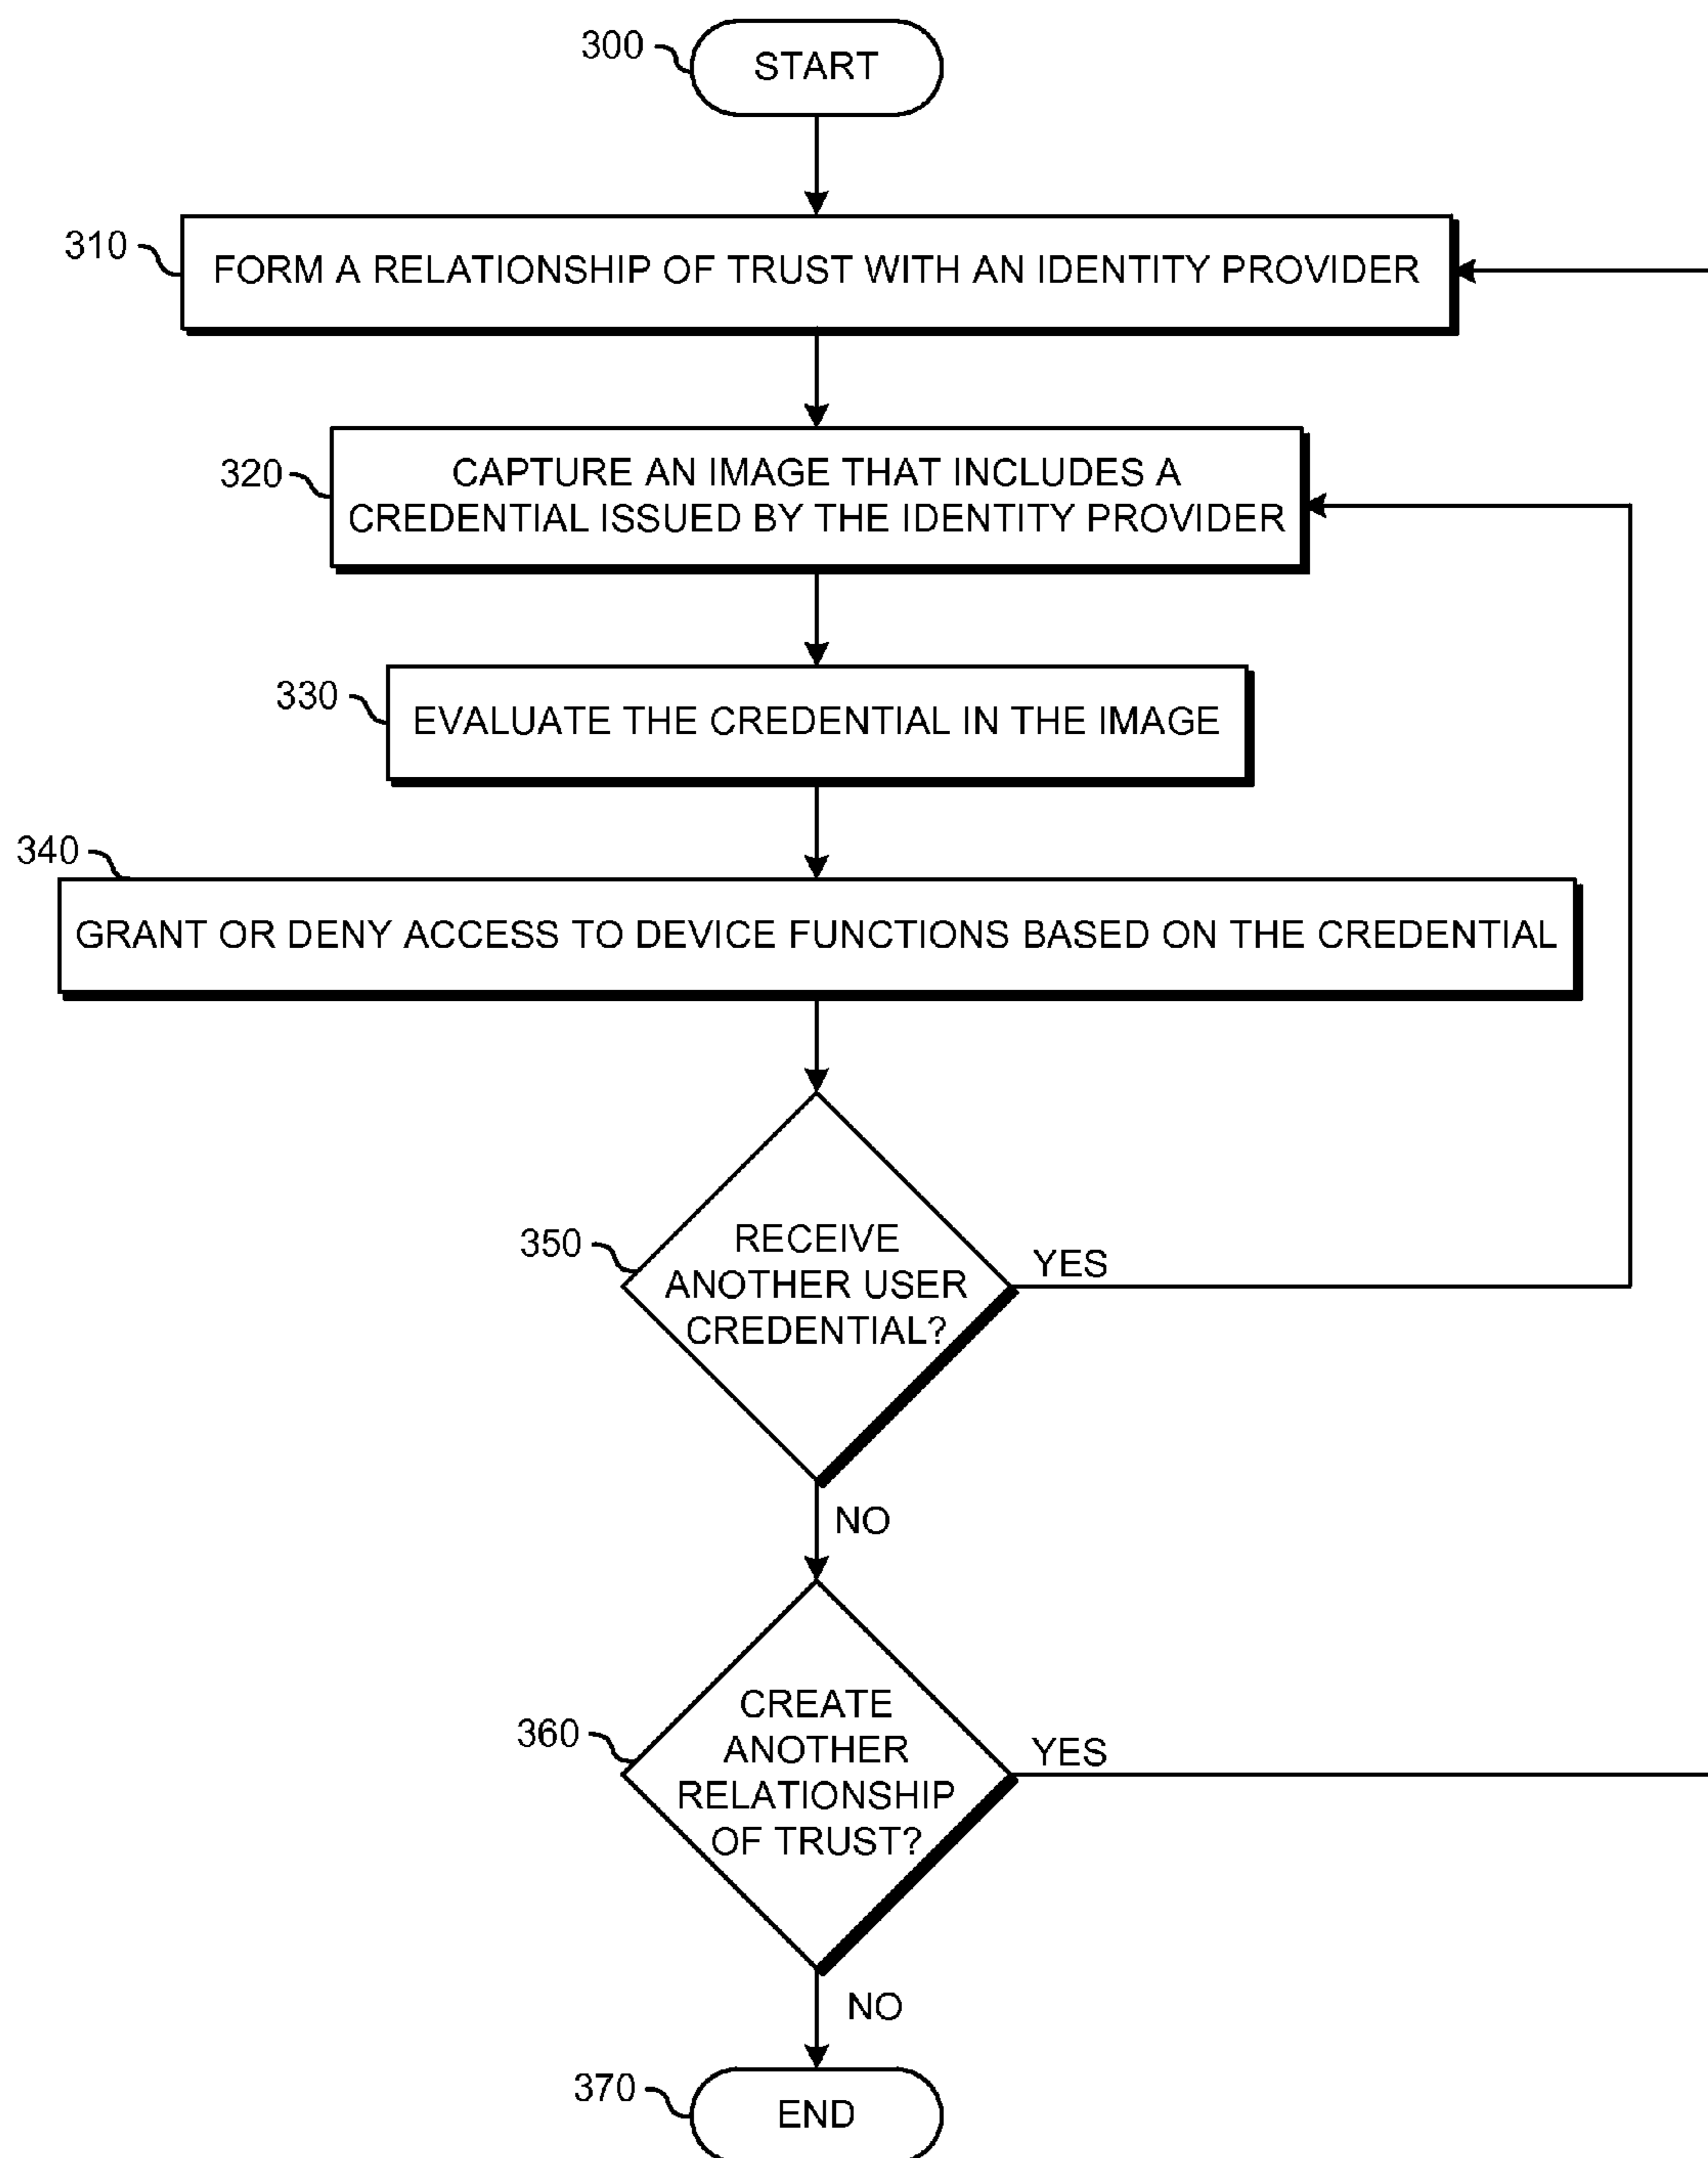 300
START
310
FORM A RELATIONSHIP OF TRUST WITH AN IDENTITY PROVIDER
320
CAPTURE AN IMAGE THAT INCLUDES A
CREDENTIAL ISSUED BY THE IDENTITY PROVIDER
330
EVALUATE THE CREDENTIAL IN THE IMAGE
340
GRANT OR DENY ACCESS TO DEVICE FUNCTIONS BASED ON THE CREDENTIAL
350
RECEIVE
ANOTHER USER
CREDENTIAL?
YES
NO
360
CREATE
ANOTHER
RELATIONSHIP
OF TRUST?
YES
NO
370
END